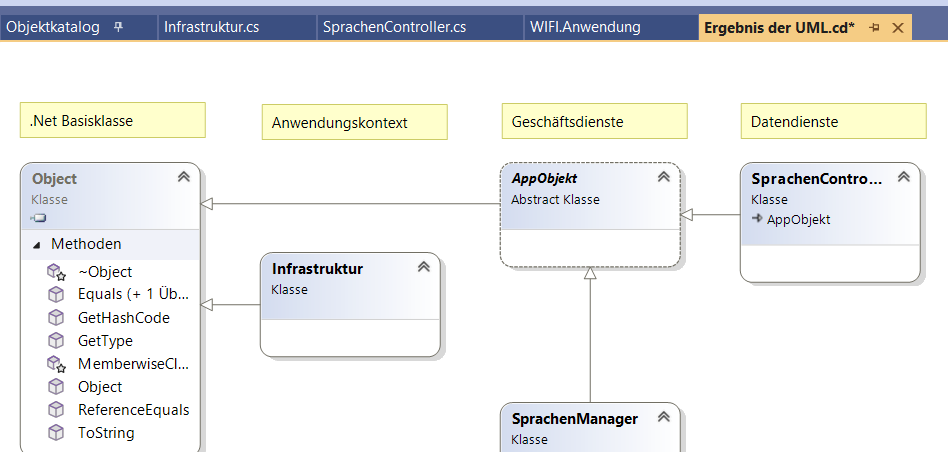 Objektkatalog
Infrastruktur.cs
SprachenController.cs
WIFI.Anwendung
Ergebnis der UML.cd*
.Net Basisklasse
Anwendungskontext
Geschäftsdienste
Datendienste
Object
Klasse
Methoden
~Object
Equals (+ 1 Üb...
GetHashCode
GetType
MemberwiseCl...
Object
ReferenceEquals
ToString
Infrastruktur
Klasse
AppObjekt
Abstract Klasse
SprachenContro...
Klasse
AppObjekt
SprachenManager
Klasse